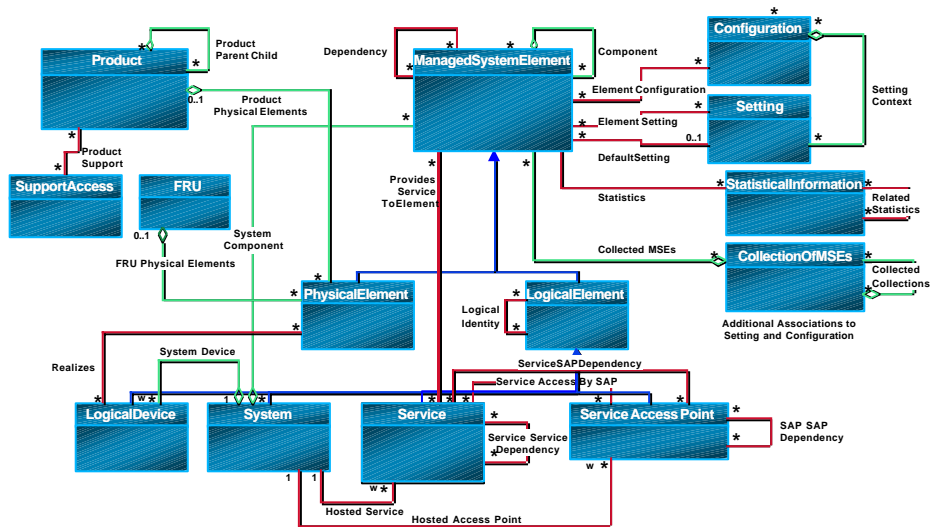 Product
Product
Parent Child
*
*
0..1
Product
Physical Elements
Dependency
*
*
ManagedSystemElement
*
*
Component
Configuration
*
*
*
Element Configuration
*
Setting
*
Element Setting
*
0..1
DefaultSetting
*
Setting
Context
*
*
Product
Support
*
SupportAccess
FRU
0..1
FRU Physical Elements
*
System
Component
*
Provides
Service
ToElement
*
*
*
Statistics
*
StatisticalInformation
*
*
Related
Statistics
Collected MSEs
*
CollectionOfMSEs
*
*
Collected
Collections
Additional Associations to
Setting and Configuration
*
PhysicalElement
*
LogicalElement
*
*
Logical
Identity
Realizes
*
System Device
ServiceSAPDependency
Service Access By SAP
w *
LogicalDevice
1
*
System
*
*
*
Service
*
*
Service Service
Dependency
*
*
*
Service Access Point
*
*
SAP SAP
Dependency
w *
w *
1
1
Hosted Service
Hosted Access Point